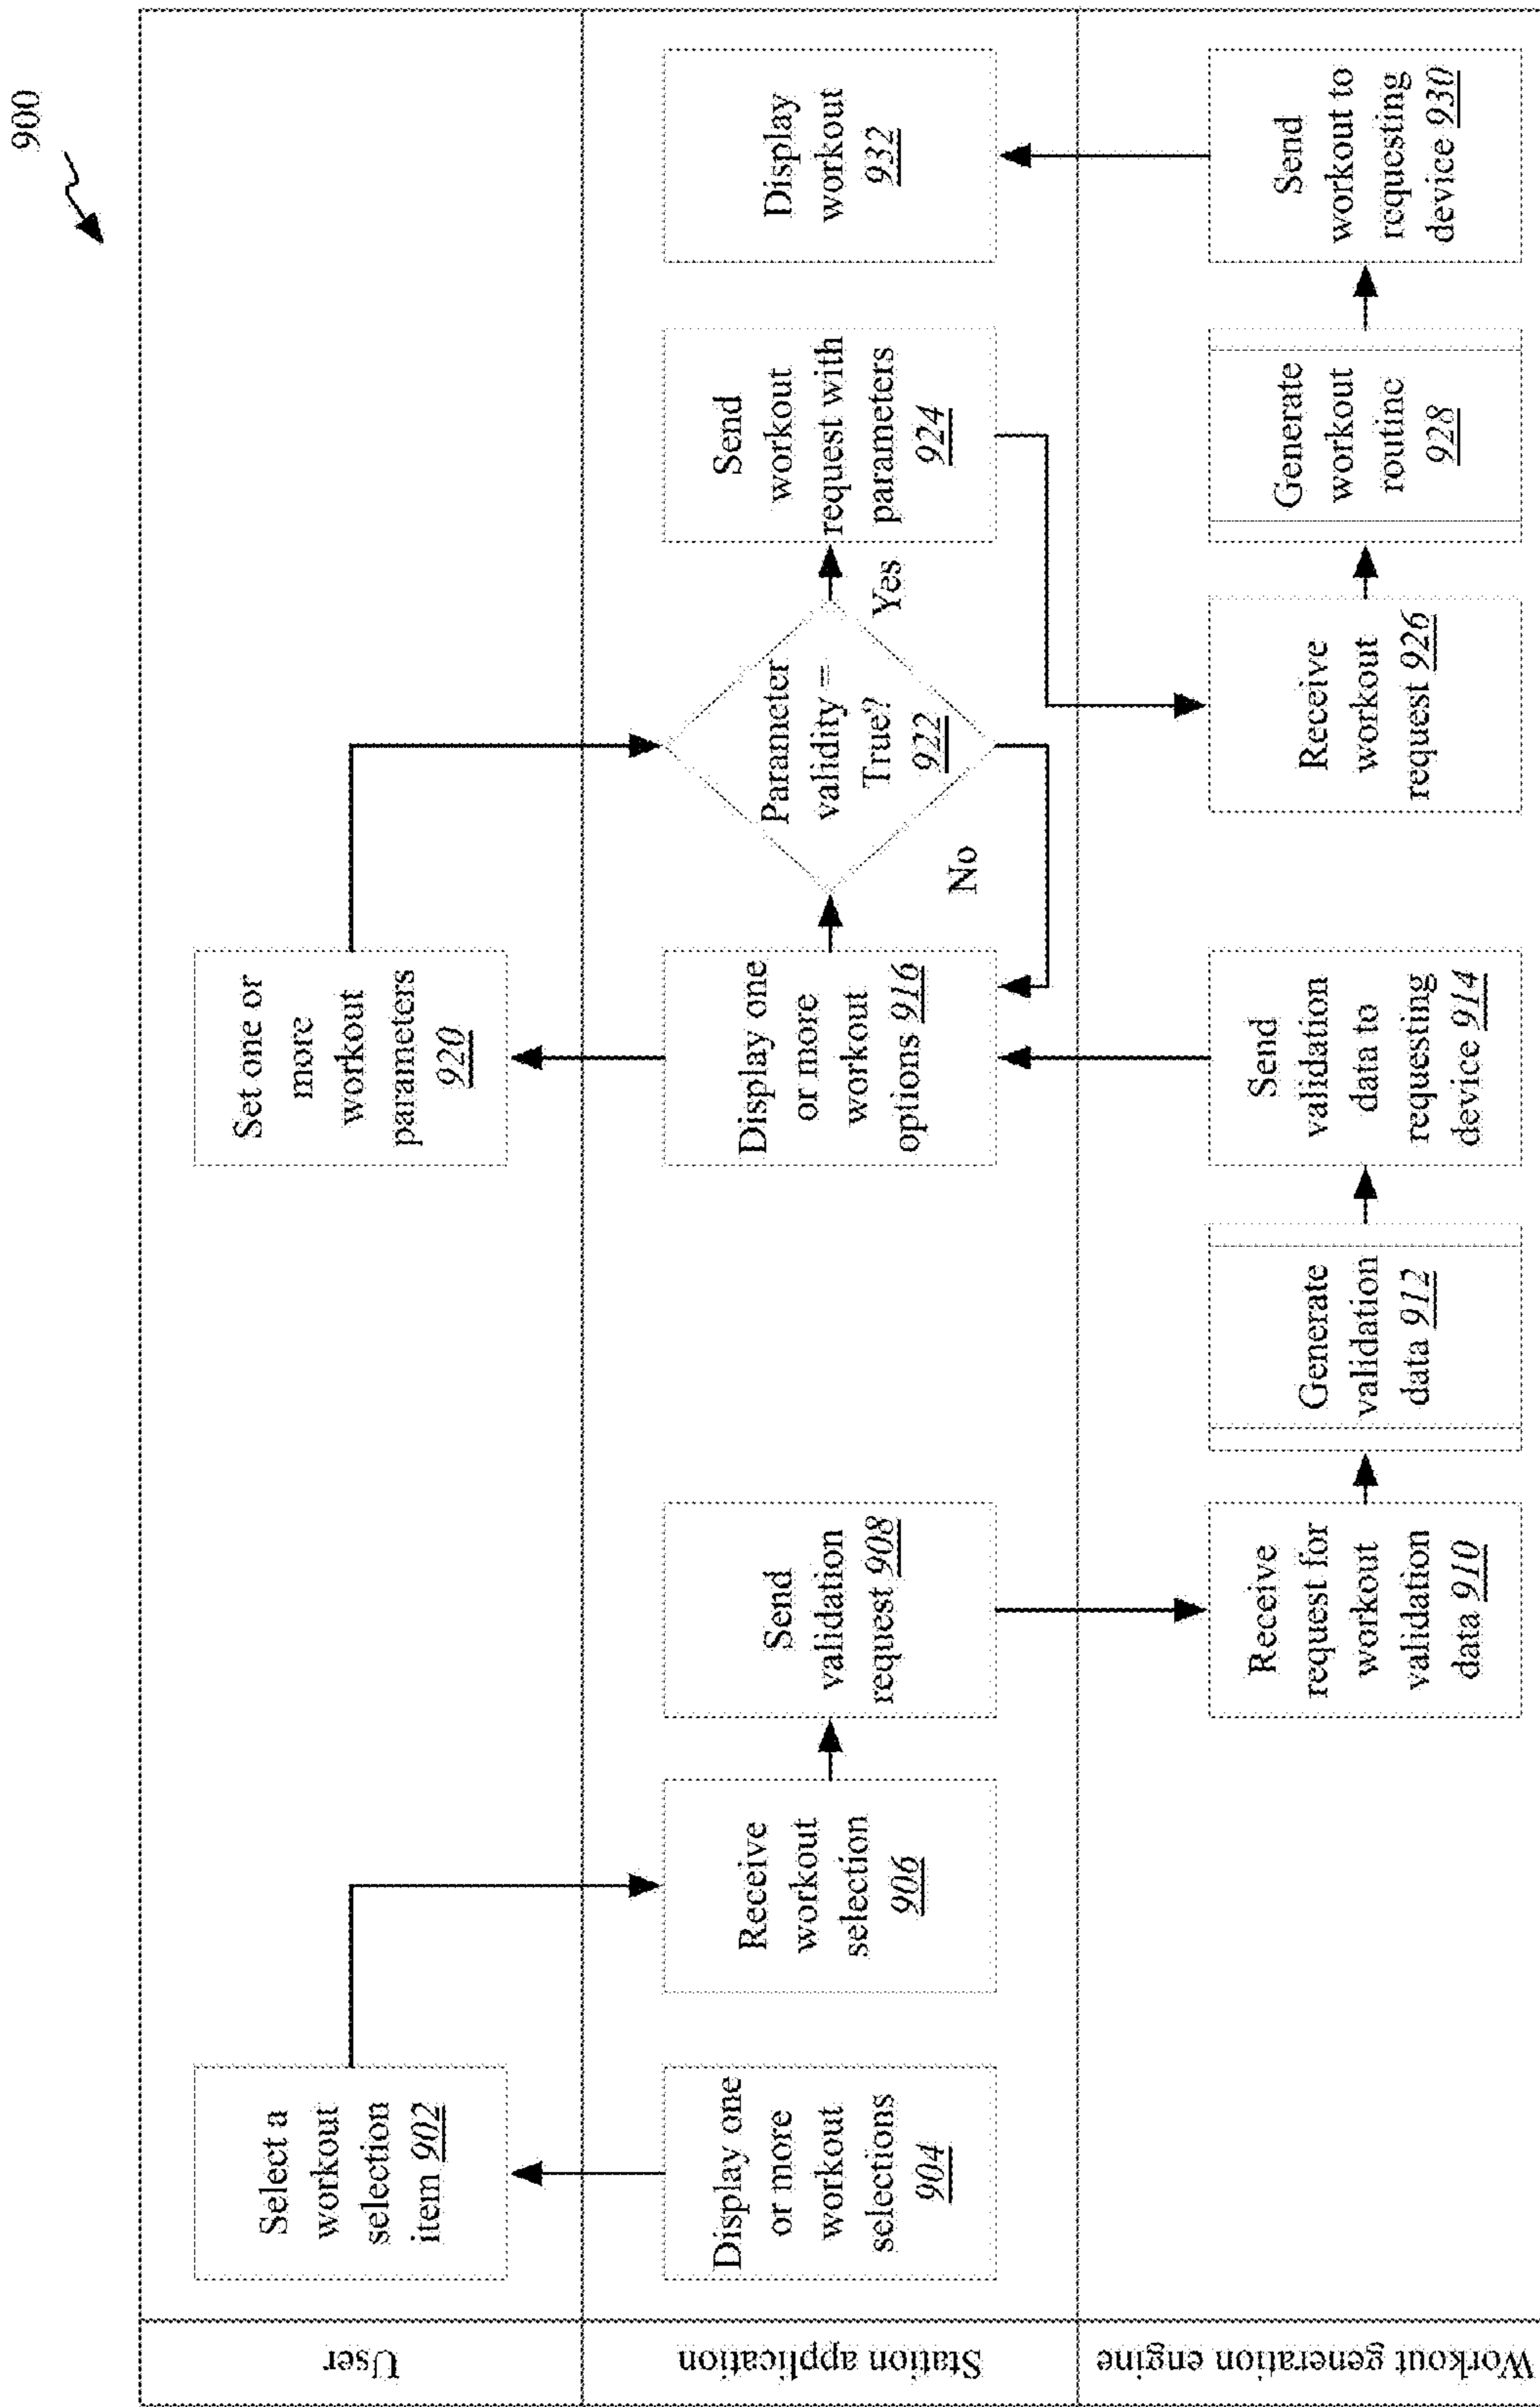 900
User
Select a
workout
selection
item 902
Set one or
more
workout
parameters
920
Station application
Display one
or more
workout
selections
904
Receive
workout
selection
906
Send
validation
request 908
Display one
or more
workout
options 916
Parameter
validity =
True?
922
No
Yes
Send
workout
request with
parameters
924
Display
workout
932
Workout generation engine
Receive
request for
workout
validation
data 910
Generate
validation
data 912
Send
validation
data to
requesting
device 914
Receive
workout
request 926
Generate
workout
routine
928
Send
workout to
requesting
device 930